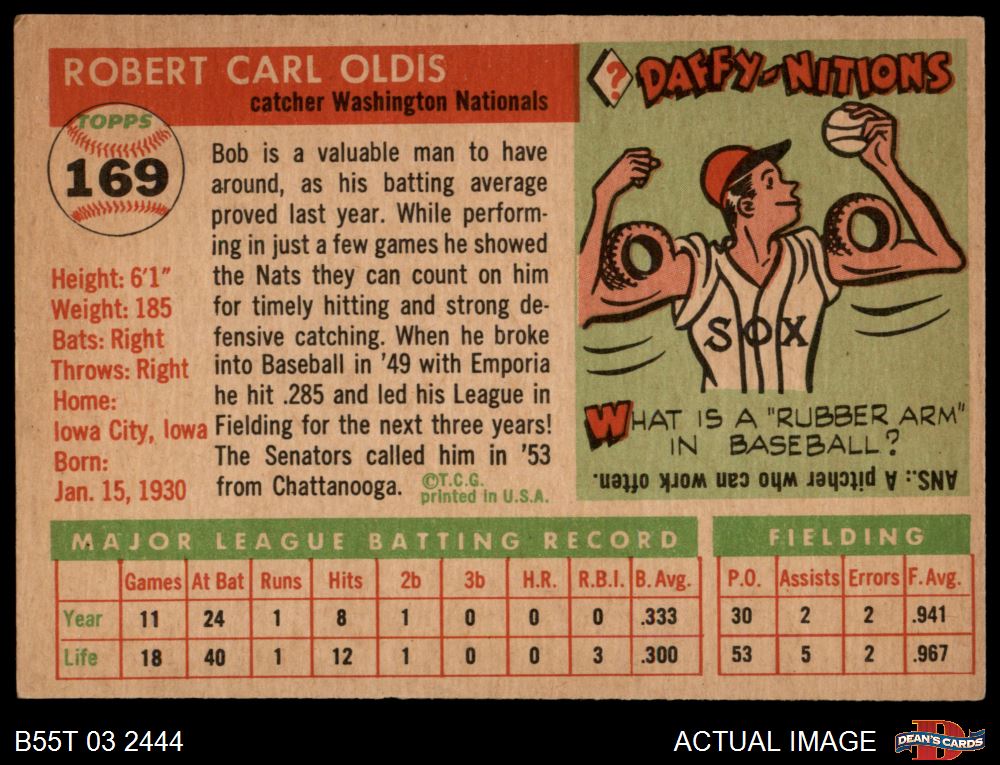 ROBERT CARL OLDIS
catcher Washington Nationals
TOPPS
169
Height: 6'1"
Weight: 185
Bats: Right
Throws: Right
Home:
Iowa City, Iowa
Born:
Jan. 15, 1930
Bob is a valuable man to have
around, as his batting average
proved last year. While perform-
ing in just a few games he showed
the Nats they can count on him
for timely hitting and strong de-
fensive catching. When he broke
into Baseball in '49 with Emporia
he hit .285 and led his League in
Fielding for the next three years!
The Senators called him in '53
from Chattanooga.
©T.C.G.
printed in U.S.A.
?
DAFFY-NITIONS
SOX
WHAT IS A "RUBBER ARM"
IN BASEBALL?
ANS.: A pitcher who can work often.
MAJOR LEAGUE BATTING RECORD
Games At Bat Runs Hits 2b 3b H.R. R.B.I. B. Avg.
Year 11 24 1 8 1 0 0 0 .333
Life 18 40 1 12 1 0 0 3 .300
FIELDING
P.O. Assists Errors F. Avg.
30 2 2 .941
53 5 2 .967
B55T 03 2444
ACTUAL IMAGE
DEAN'S CARDS